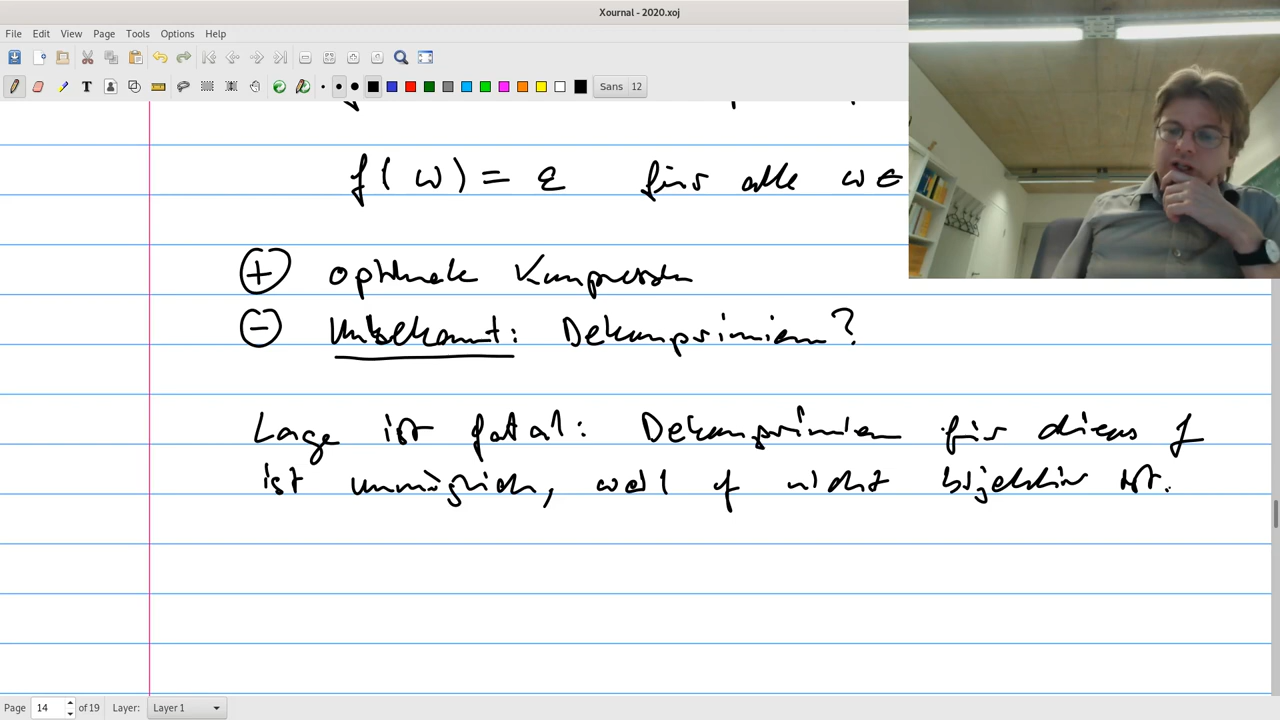 Xournal - 2020.xoj
File Edit View Page Tools Options Help
Sans 12
f(w) = ε für alle w ∈
⊕ optimale Kompression
⊖ Unbekannt: Dekomprimieren?
Lage ist fatal: Dekomprimieren für dieses f
ist unmöglich, weil f nicht bijektiv ist.
Page 14 of 19 Layer: Layer 1